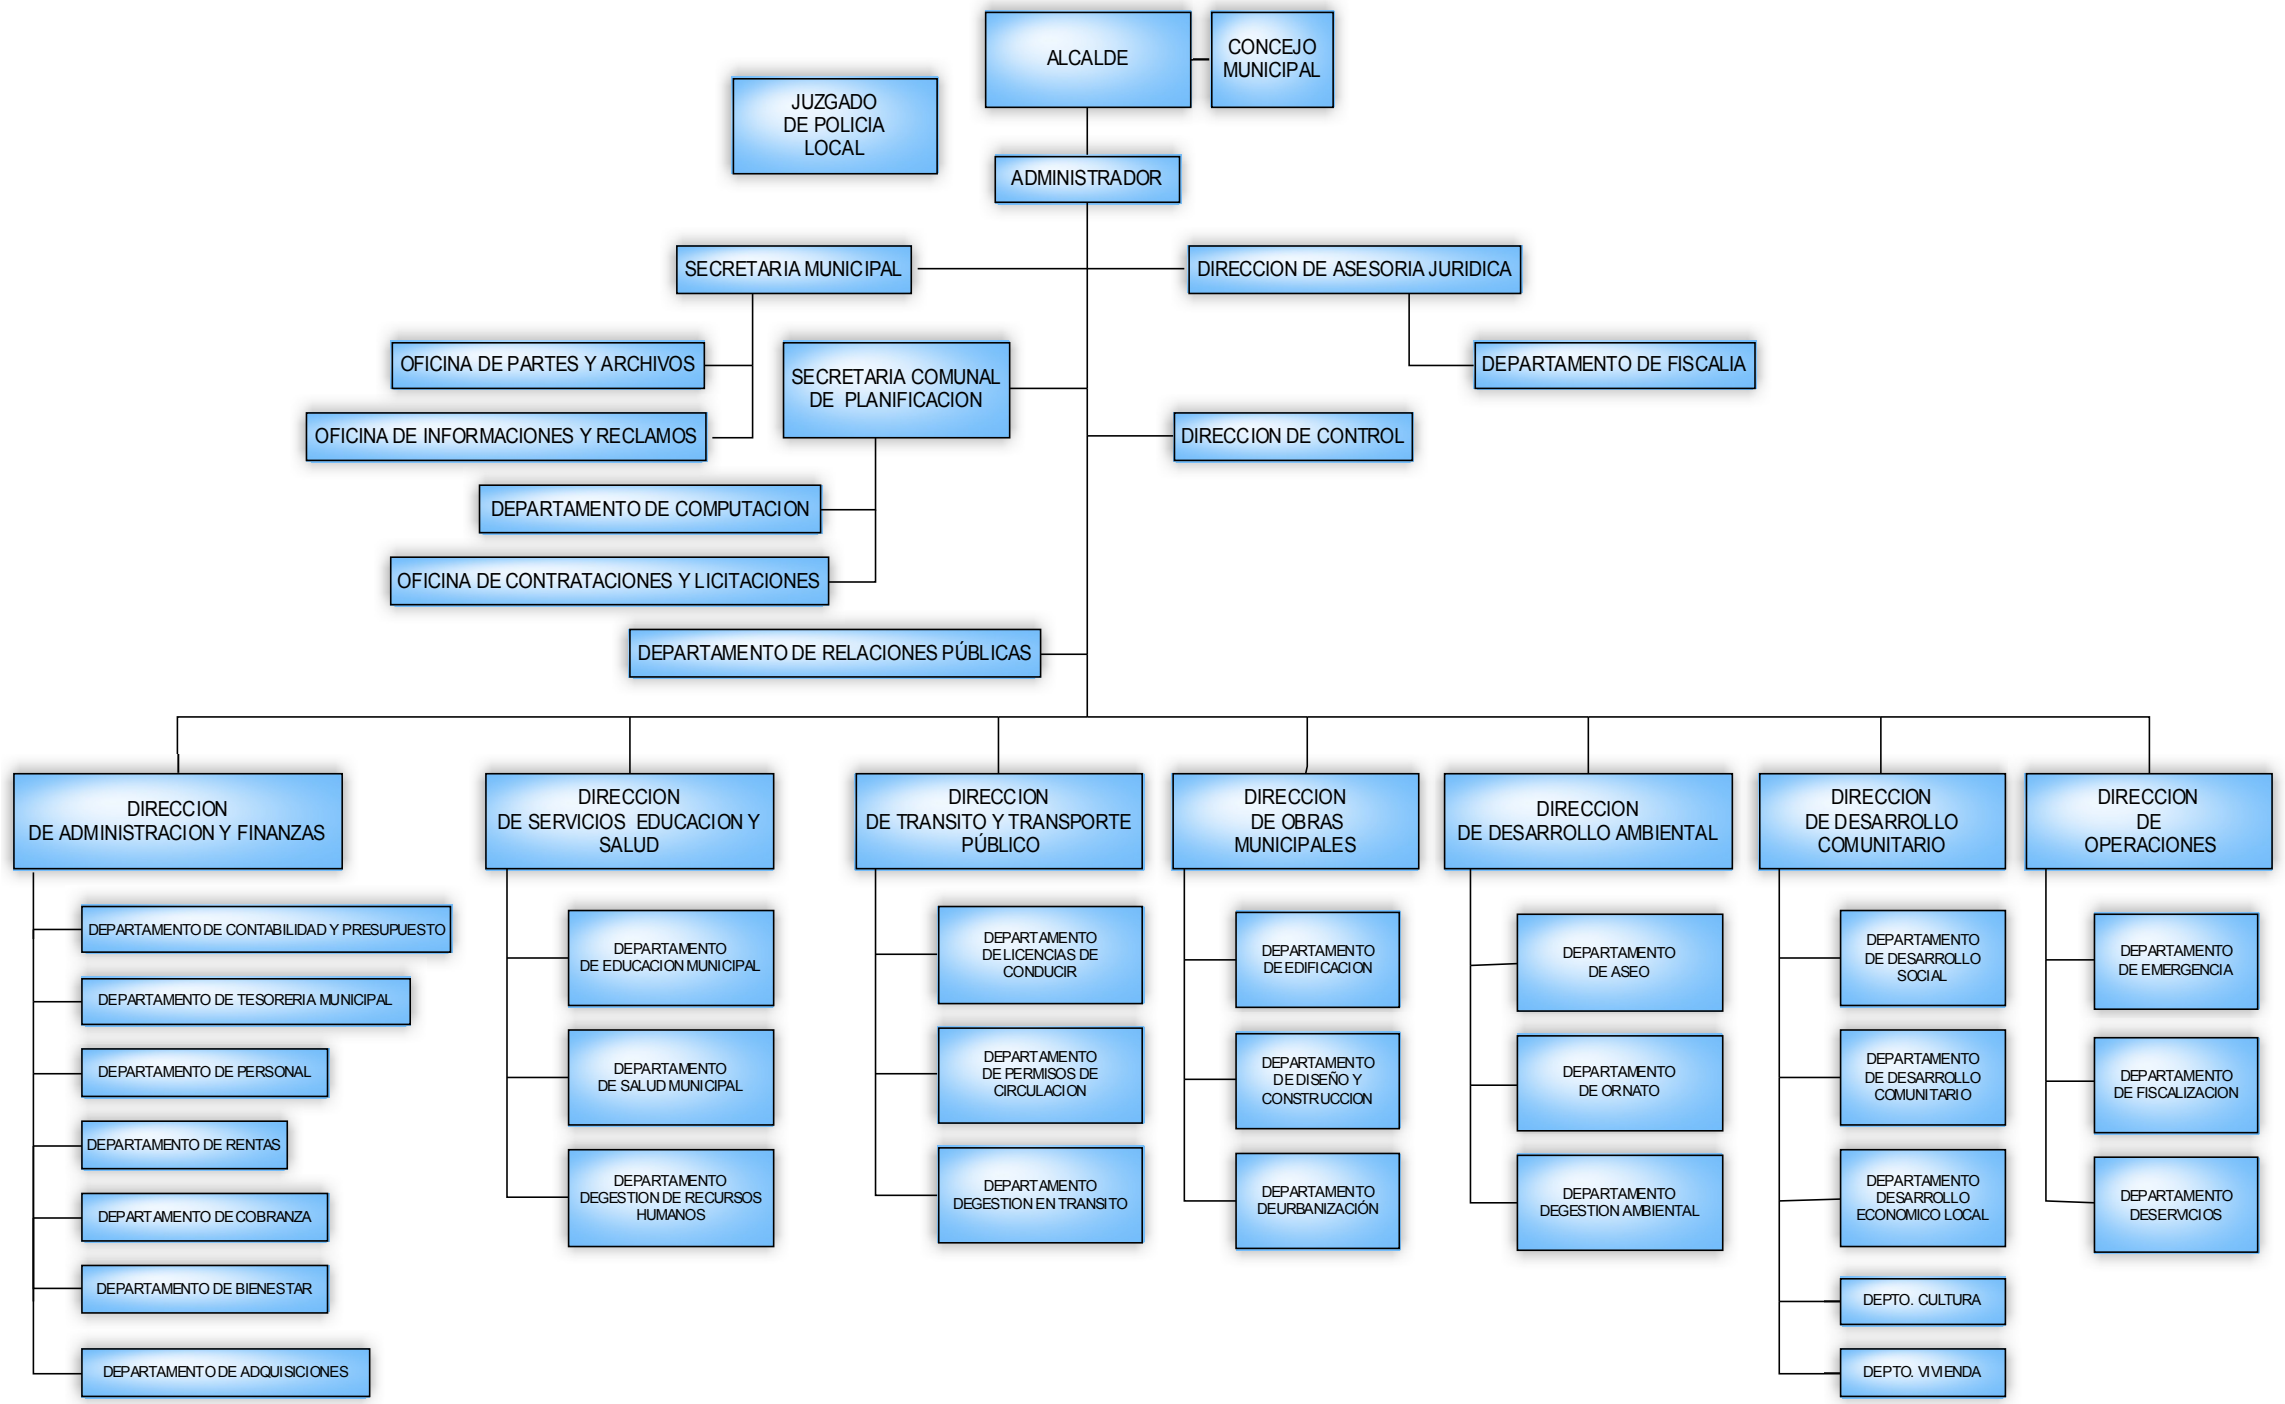 ALCALDE
CONCEJO
MUNICIPAL
JUZGADO
DE POLICIA
LOCAL
ADMINISTRADOR
SECRETARIA MUNICIPAL
DIRECCION DE ASESORIA JURIDICA
OFICINA DE PARTES Y ARCHIVOS
SECRETARIA COMUNAL
DE PLANIFICACION
DEPARTAMENTO DE FISCALIA
OFICINA DE INFORMACIONES Y RECLAMOS
DIRECCION DE CONTROL
DEPARTAMENTO DE COMPUTACION
OFICINA DE CONTRATACIONES Y LICITACIONES
DEPARTAMENTO DE RELACIONES PÚBLICAS
DIRECCION
DE ADMINISTRACION Y FINANZAS
DEPARTAMENTO DE CONTABILIDAD Y PRESUPUESTO
DEPARTAMENTO DE TESORERIA MUNICIPAL
DEPARTAMENTO DE PERSONAL
DEPARTAMENTO DE RENTAS
DEPARTAMENTO DE COBRANZA
DEPARTAMENTO DE BIENESTAR
DEPARTAMENTO DE ADQUISICIONES
DIRECCION
DE SERVICIOS EDUCACION Y
SALUD
DEPARTAMENTO
DE EDUCACION MUNICIPAL
DEPARTAMENTO
DE SALUD MUNICIPAL
DEPARTAMENTO
DEGESTION DE RECURSOS
HUMANOS
DIRECCION
DE TRANSITO Y TRANSPORTE
PÚBLICO
DEPARTAMENTO
DE LICENCIAS DE
CONDUCIR
DEPARTAMENTO
DE PERMISOS DE
CIRCULACION
DEPARTAMENTO
DEGESTION EN TRANSITO
DIRECCION
DE OBRAS
MUNICIPALES
DEPARTAMENTO
DE EDIFICACION
DEPARTAMENTO
DE DISEÑO Y
CONSTRUCCION
DEPARTAMENTO
DEURBANIZACIÓN
DIRECCION
DE DESARROLLO AMBIENTAL
DEPARTAMENTO
DE ASEO
DEPARTAMENTO
DE ORNATO
DEPARTAMENTO
DEGESTION AMBIENTAL
DIRECCION
DE DESARROLLO
COMUNITARIO
DEPARTAMENTO
DE DESARROLLO
SOCIAL
DEPARTAMENTO
DE DESARROLLO
COMUNITARIO
DEPARTAMENTO
DESARROLLO
ECONOMICO LOCAL
DEPTO. CULTURA
DEPTO. VIVIENDA
DIRECCION
DE
OPERACIONES
DEPARTAMENTO
DE EMERGENCIA
DEPARTAMENTO
DE FISCALIZACION
DEPARTAMENTO
DESERVICIOS